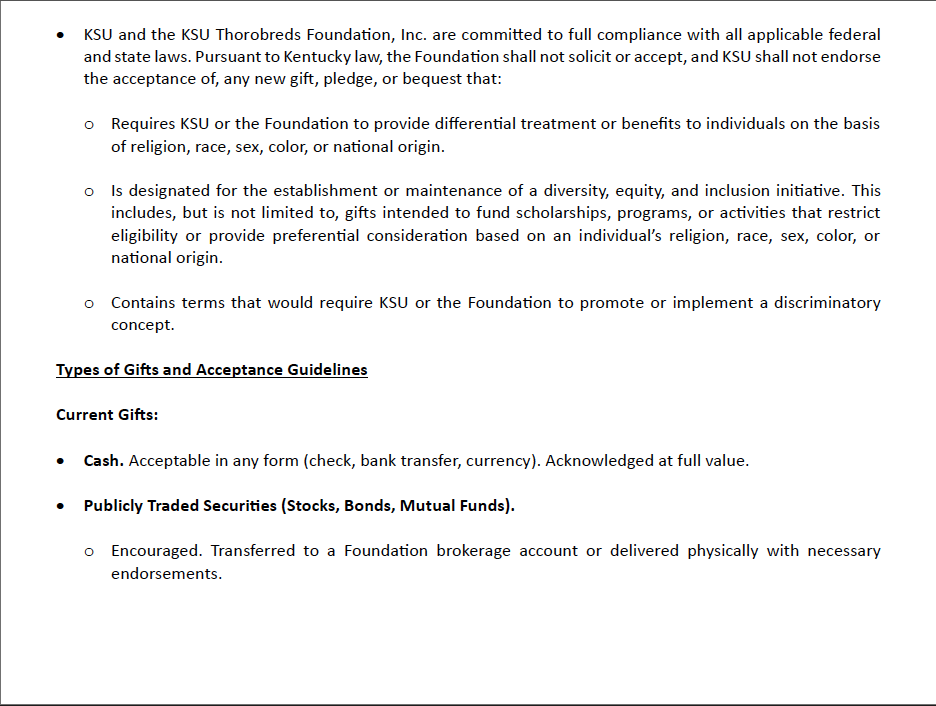 • KSU and the KSU Thorobreds Foundation, Inc. are committed to full compliance with all applicable federal
and state laws. Pursuant to Kentucky law, the Foundation shall not solicit or accept, and KSU shall not endorse
the acceptance of, any new gift, pledge, or bequest that:
o Requires KSU or the Foundation to provide differential treatment or benefits to individuals on the basis
of religion, race, sex, color, or national origin.
o Is designated for the establishment or maintenance of a diversity, equity, and inclusion initiative. This
includes, but is not limited to, gifts intended to fund scholarships, programs, or activities that restrict
eligibility or provide preferential consideration based on an individual’s religion, race, sex, color, or
national origin.
o Contains terms that would require KSU or the Foundation to promote or implement a discriminatory
concept.
Types of Gifts and Acceptance Guidelines
Current Gifts:
• Cash. Acceptable in any form (check, bank transfer, currency). Acknowledged at full value.
• Publicly Traded Securities (Stocks, Bonds, Mutual Funds).
o Encouraged. Transferred to a Foundation brokerage account or delivered physically with necessary
endorsements.